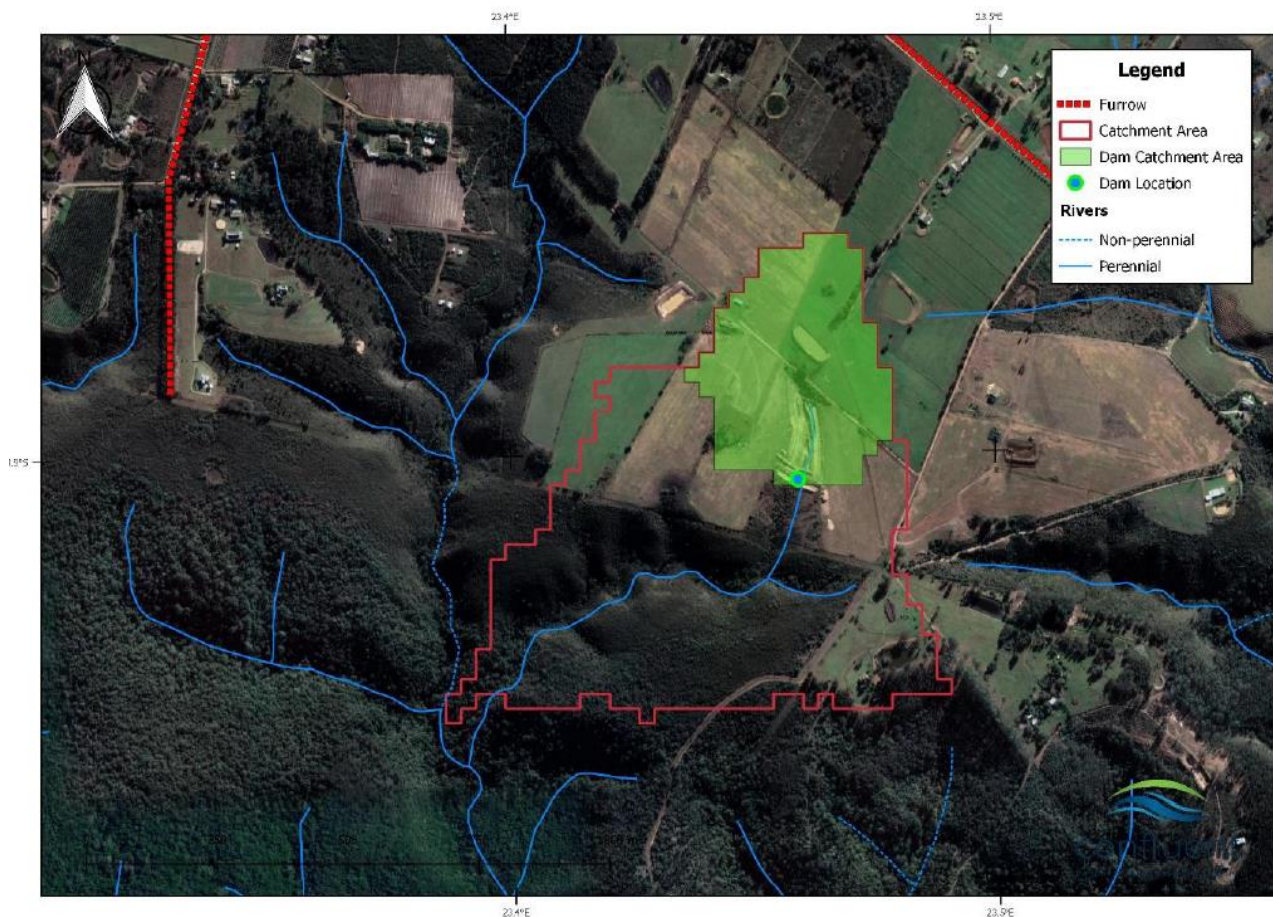 23.4°E
23.5°E
N
Legend
Furrow
Catchment Area
Dam Catchment Area
Dam Location
Rivers
Non-perennial
Perennial
23.4°E
23.5°E